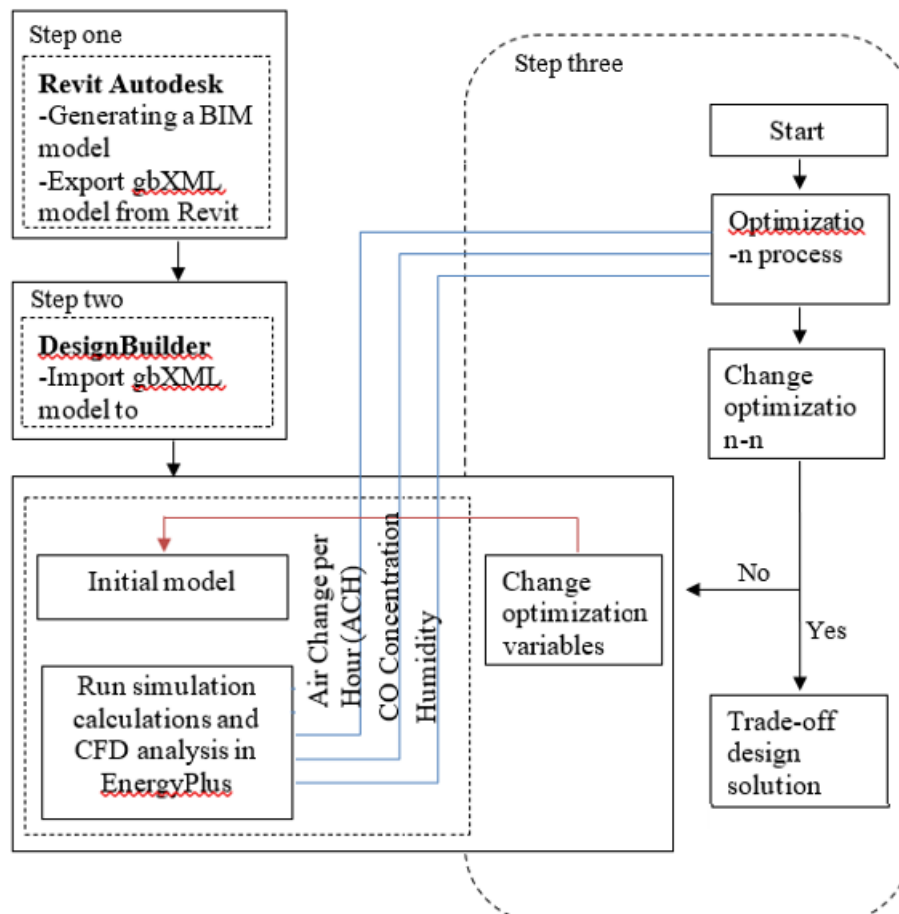 Step one
Revit Autodesk
-Generating a BIM
model
-Export gbXML
model from Revit
Step two
DesignBuilder
-Import gbXML
model to
Initial model
Run simulation
calculations and
CFD analysis in
EnergyPlus
Air Change per
Hour (ACH)
CO Concentration
Humidity
Change
optimization
variables
Step three
Start
Optimizatio
-n process
Change
optimizatio
n-n
No
Yes
Trade-off
design
solution